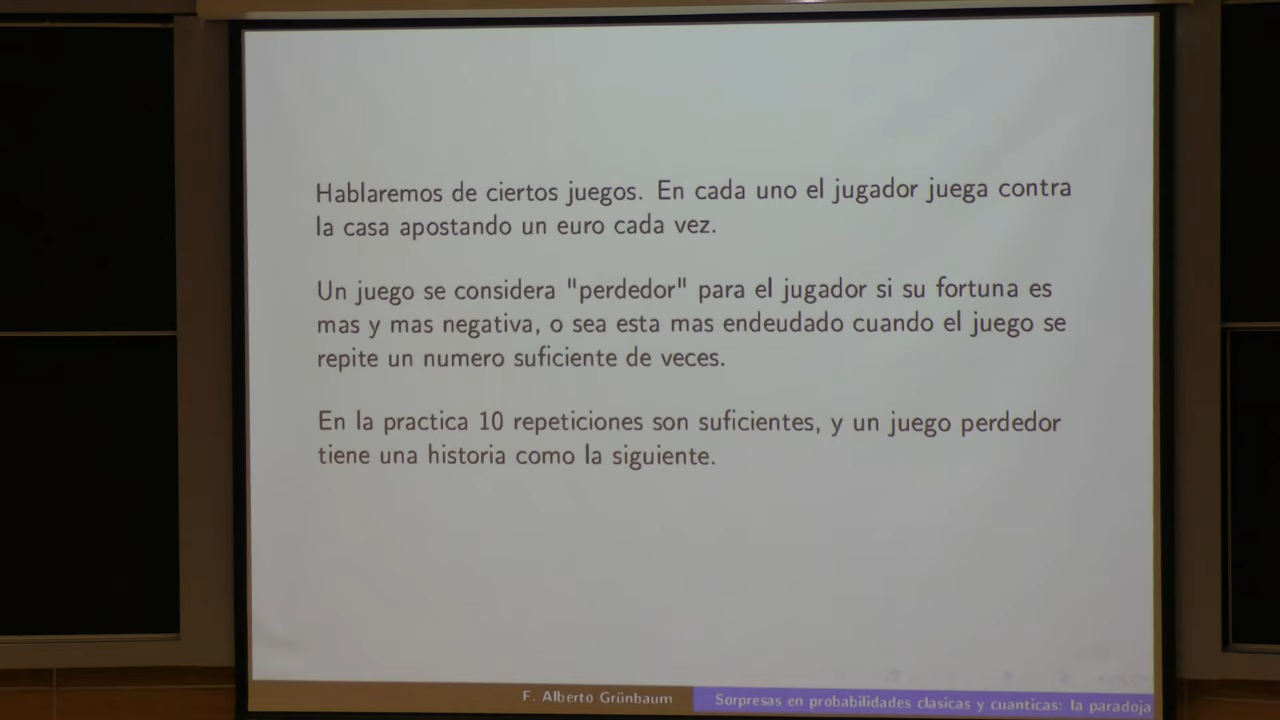 Hablaremos de ciertos juegos. En cada uno el jugador juega contra
la casa apostando un euro cada vez.
Un juego se considera "perdedor" para el jugador si su fortuna es
mas y mas negativa, o sea esta mas endeudado cuando el juego se
repite un numero suficiente de veces.
En la practica 10 repeticiones son suficientes, y un juego perdedor
tiene una historia como la siguiente.
F. Alberto Grünbaum
Sorpresas en probabilidades clasicas y cuanticas: la paradoja